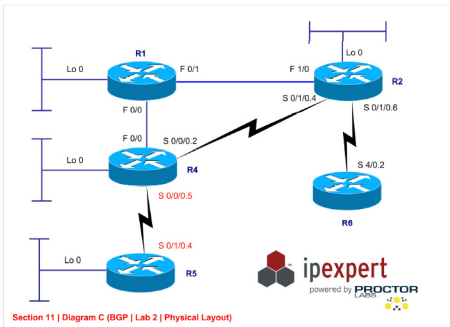 Lo 0
R1
Lo 0
F 0/1
F 1/0
R2
S 0/1/0.4
S 0/1/0.6
F 0/0
F 0/0
S 0/0/0.2
Lo 0
R4
S 4/0.2
S 0/0/0.5
R6
S 0/1/0.4
Lo 0
R5
ipexpert
powered by PROCTOR
LABS
Section 11 | Diagram C (BGP | Lab 2 | Physical Layout)